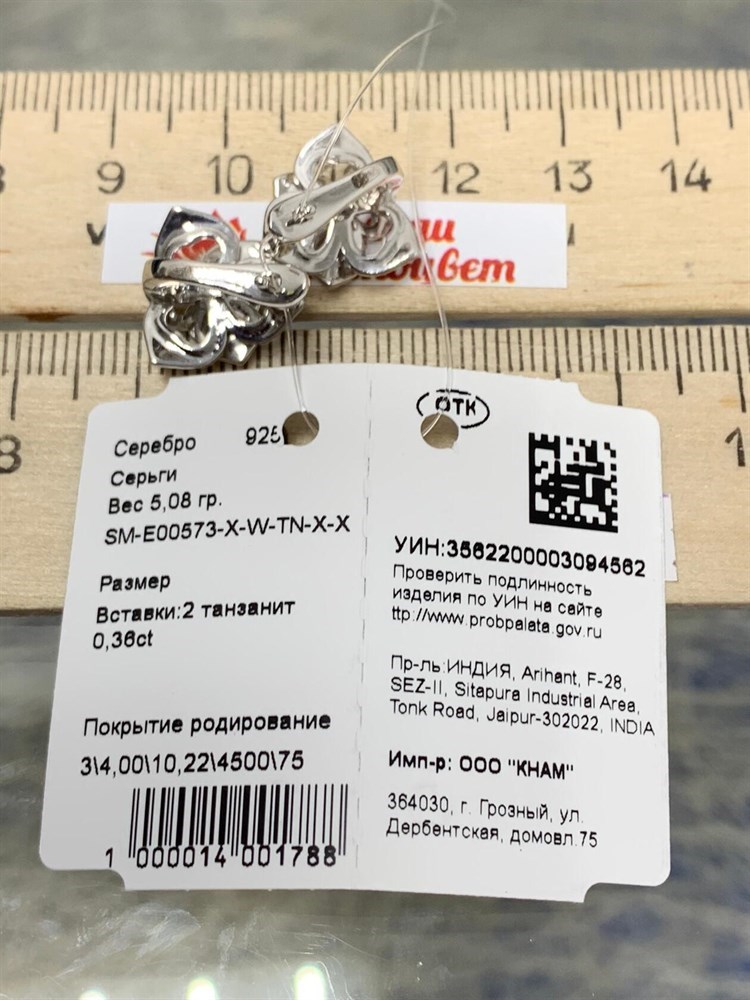 9 10 12 13 14
цвет
8
ОТК
Серебро 925
Серьги
Вес 5,08 гр.
SM-E00573-X-W-TN-X-X
Размер
Вставки:2 танзанит
0,36ct
Покрытие родирование
3\4,00\10,22\4500\75
1 000014 001788
УИН:3562200003094562
Проверить подлинность
изделия по УИН на сайте
ttp://www.probpalata.gov.ru
Пр-ль:ИНДИЯ, Arihant, F-28,
SEZ-II, Sitapura Industrial Area,
Tonk Road, Jaipur-302022, INDIA
Имп-р: ООО "КНАМ"
364030, г. Грозный, ул.
Дербентская, домовл.75